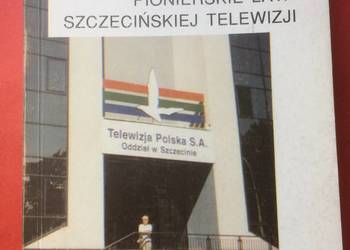 PIONIERSKIE LATA
SZCZECIŃSKIEJ TELEWIZJI
Telewizja Polska S.A.
Oddział w Szczecinie